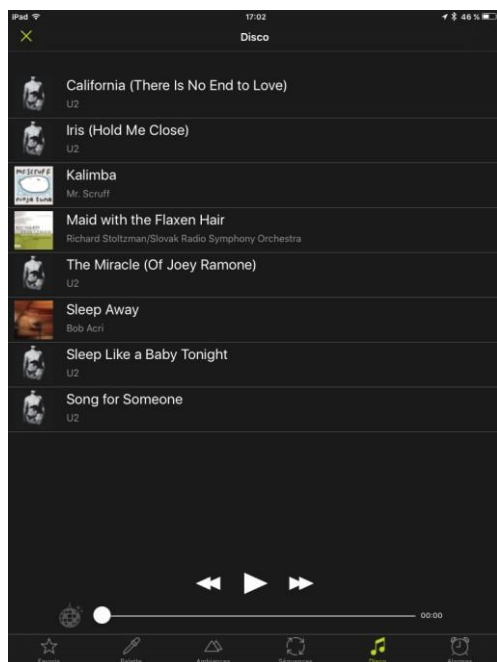 iPad 17:02 46 %
Disco
California (There Is No End to Love)
U2
Iris (Hold Me Close)
U2
Kalimba
Mr. Scruff
Maid with the Flaxen Hair
Richard Stoltzman/Slovak Radio Symphony Orchestra
The Miracle (Of Joey Ramone)
U2
Sleep Away
Bob Acri
Sleep Like a Baby Tonight
U2
Song for Someone
U2
00:00
Favoris Palette Ambiances Séquences Disco Alarmes